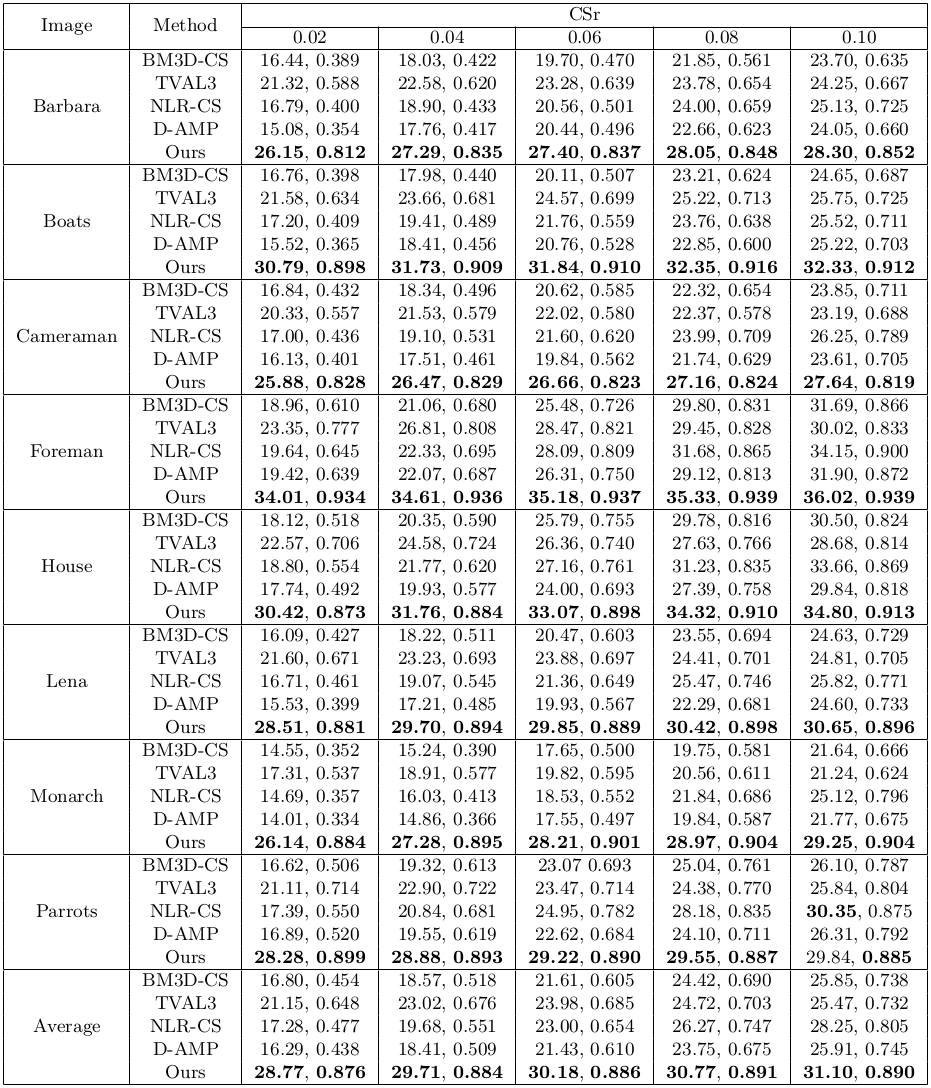 Image Method CSr
0.02 0.04 0.06 0.08 0.10
BM3D-CS 16.44, 0.389 18.03, 0.422 19.70, 0.470 21.85, 0.561 23.70, 0.635
TVAL3 21.32, 0.588 22.58, 0.620 23.28, 0.639 23.78, 0.654 24.25, 0.667
Barbara NLR-CS 16.79, 0.400 18.90, 0.433 20.56, 0.501 24.00, 0.659 25.13, 0.725
D-AMP 15.08, 0.354 17.76, 0.417 20.44, 0.496 22.66, 0.623 24.05, 0.660
Ours 26.15, 0.812 27.29, 0.835 27.40, 0.837 28.05, 0.848 28.30, 0.852
BM3D-CS 16.76, 0.398 17.98, 0.440 20.11, 0.507 23.21, 0.624 24.65, 0.687
TVAL3 21.58, 0.634 23.66, 0.681 24.57, 0.699 25.22, 0.713 25.75, 0.725
Boats NLR-CS 17.20, 0.409 19.41, 0.489 21.76, 0.559 23.76, 0.638 25.52, 0.711
D-AMP 15.52, 0.365 18.41, 0.456 20.76, 0.528 22.85, 0.600 25.22, 0.703
Ours 30.79, 0.898 31.73, 0.909 31.84, 0.910 32.35, 0.916 32.33, 0.912
BM3D-CS 16.84, 0.432 18.34, 0.496 20.62, 0.585 22.32, 0.654 23.85, 0.711
TVAL3 20.33, 0.557 21.53, 0.579 22.02, 0.580 22.37, 0.578 23.19, 0.688
Cameraman NLR-CS 17.00, 0.436 19.10, 0.531 21.60, 0.620 23.99, 0.709 26.25, 0.789
D-AMP 16.13, 0.401 17.51, 0.461 19.84, 0.562 21.74, 0.629 23.61, 0.705
Ours 25.88, 0.828 26.47, 0.829 26.66, 0.823 27.16, 0.824 27.64, 0.819
BM3D-CS 18.96, 0.610 21.06, 0.680 25.48, 0.726 29.80, 0.831 31.69, 0.866
TVAL3 23.35, 0.777 26.81, 0.808 28.47, 0.821 29.45, 0.828 30.02, 0.833
Foreman NLR-CS 19.64, 0.645 22.33, 0.695 28.09, 0.809 31.68, 0.865 34.15, 0.900
D-AMP 19.42, 0.639 22.07, 0.687 26.31, 0.750 29.12, 0.813 31.90, 0.872
Ours 34.01, 0.934 34.61, 0.936 35.18, 0.937 35.33, 0.939 36.02, 0.939
BM3D-CS 18.12, 0.518 20.35, 0.590 25.79, 0.755 29.78, 0.816 30.50, 0.824
TVAL3 22.57, 0.706 24.58, 0.724 26.36, 0.740 27.63, 0.766 28.68, 0.814
House NLR-CS 18.80, 0.554 21.77, 0.620 27.16, 0.761 31.23, 0.835 33.66, 0.869
D-AMP 17.74, 0.492 19.93, 0.577 24.00, 0.693 27.39, 0.758 29.84, 0.818
Ours 30.42, 0.873 31.76, 0.884 33.07, 0.898 34.32, 0.910 34.80, 0.913
BM3D-CS 16.09, 0.427 18.22, 0.511 20.47, 0.603 23.55, 0.694 24.63, 0.729
TVAL3 21.60, 0.671 23.23, 0.693 23.88, 0.697 24.41, 0.701 24.81, 0.705
Lena NLR-CS 16.71, 0.461 19.07, 0.545 21.36, 0.649 25.47, 0.746 25.82, 0.771
D-AMP 15.53, 0.399 17.21, 0.485 19.93, 0.567 22.29, 0.681 24.60, 0.733
Ours 28.51, 0.881 29.70, 0.894 29.85, 0.889 30.42, 0.898 30.65, 0.896
BM3D-CS 14.55, 0.352 15.24, 0.390 17.65, 0.500 19.75, 0.581 21.64, 0.666
TVAL3 17.31, 0.537 18.91, 0.577 19.82, 0.595 20.56, 0.611 21.24, 0.624
Monarch NLR-CS 14.69, 0.357 16.03, 0.413 18.53, 0.552 21.84, 0.686 25.12, 0.796
D-AMP 14.01, 0.334 14.86, 0.366 17.55, 0.497 19.84, 0.587 21.77, 0.675
Ours 26.14, 0.884 27.28, 0.895 28.21, 0.901 28.97, 0.904 29.25, 0.904
BM3D-CS 16.62, 0.506 19.32, 0.613 23.07 0.693 25.04, 0.761 26.10, 0.787
TVAL3 21.11, 0.714 22.90, 0.722 23.47, 0.714 24.38, 0.770 25.84, 0.804
Parrots NLR-CS 17.39, 0.550 20.84, 0.681 24.95, 0.782 28.18, 0.835 30.35, 0.875
D-AMP 16.89, 0.520 19.55, 0.619 22.62, 0.684 24.10, 0.711 26.31, 0.792
Ours 28.28, 0.899 28.88, 0.893 29.22, 0.890 29.55, 0.887 29.84, 0.885
BM3D-CS 16.80, 0.454 18.57, 0.518 21.61, 0.605 24.42, 0.690 25.85, 0.738
TVAL3 21.15, 0.648 23.02, 0.676 23.98, 0.685 24.72, 0.703 25.47, 0.732
Average NLR-CS 17.28, 0.477 19.68, 0.551 23.00, 0.654 26.27, 0.747 28.25, 0.805
D-AMP 16.29, 0.438 18.41, 0.509 21.43, 0.610 23.75, 0.675 25.91, 0.745
Ours 28.77, 0.876 29.71, 0.884 30.18, 0.886 30.77, 0.891 31.10, 0.890